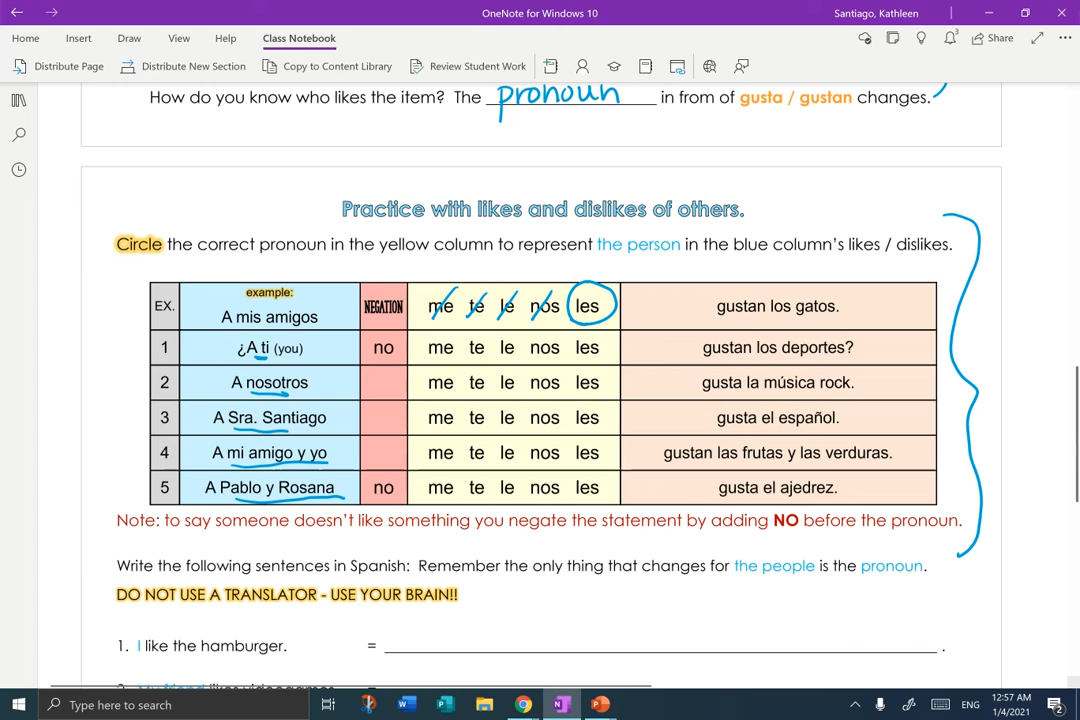 OneNote for Windows 10
Santiago, Kathleen
Home Insert Draw View Help Class Notebook
3 Share
Distribute Page Distribute New Section Copy to Content Library Review Student Work
How do you know who likes the item? The pronoun in from of gusta / gustan changes.
Practice with likes and dislikes of others.
Circle the correct pronoun in the yellow column to represent the person in the blue column's likes / dislikes.
EX. example: A mis amigos NEGATION me te le nos les gustan los gatos.
1 ¿A ti (you) no me te le nos les gustan los deportes?
2 A nosotros me te le nos les gusta la música rock.
3 A Sra. Santiago me te le nos les gusta el español.
4 A mi amigo y yo me te le nos les gustan las frutas y las verduras.
5 A Pablo y Rosana no me te le nos les gusta el ajedrez.
Note: to say someone doesn't like something you negate the statement by adding NO before the pronoun.
Write the following sentences in Spanish: Remember the only thing that changes for the people is the pronoun.
DO NOT USE A TRANSLATOR - USE YOUR BRAIN!!
1. I like the hamburger. = .
Type here to search
ENG
12:57 AM
1/4/2021
2